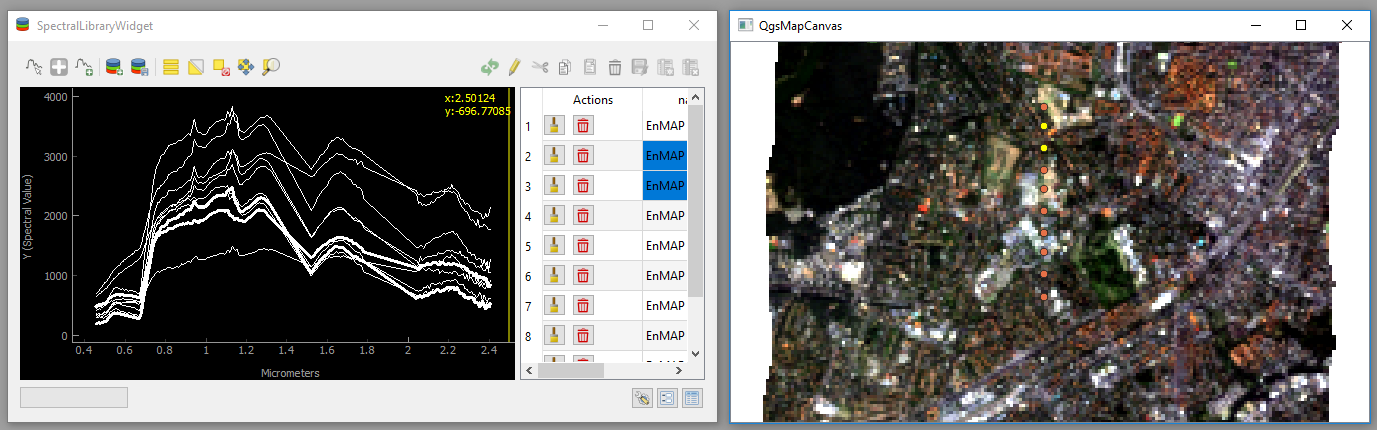 SpectralLibraryWidget
x:2.50124
y:-696.77085
4000
3000
2000
1000
0
Y (Spectral Value)
0.4 0.6 0.8 1 1.2 1.4 1.6 1.8 2 2.2 2.4
Micrometers
Actions na
1 EnMAP
2 EnMAP
3 EnMAP
4 EnMAP
5 EnMAP
6 EnMAP
7 EnMAP
8 EnMAP
QgsMapCanvas